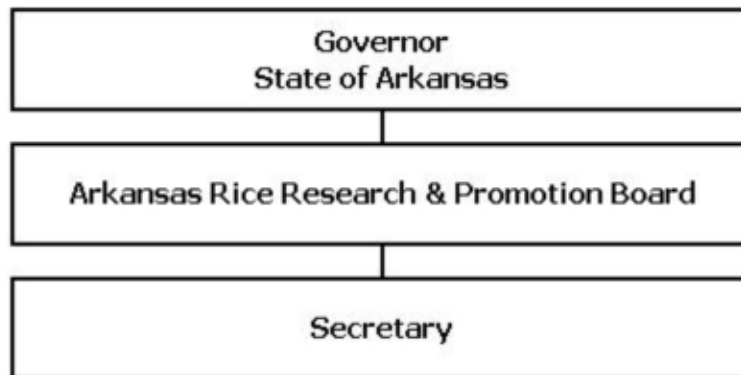 Governor
State of Arkansas
Arkansas Rice Research & Promotion Board
Secretary